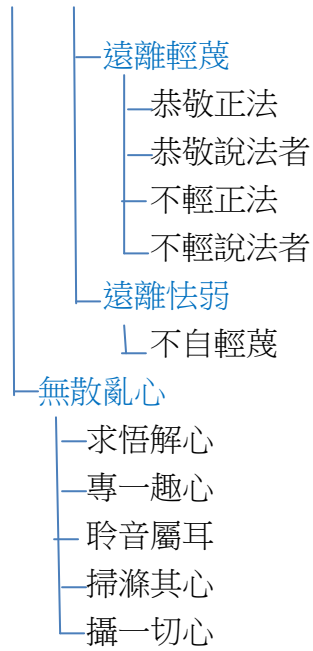 遠離輕蔑
恭敬正法
恭敬說法者
不輕正法
不輕說法者
遠離怯弱
不自輕蔑
無散亂心
求悟解心
專一趣心
聆音屬耳
掃滌其心
攝一切心